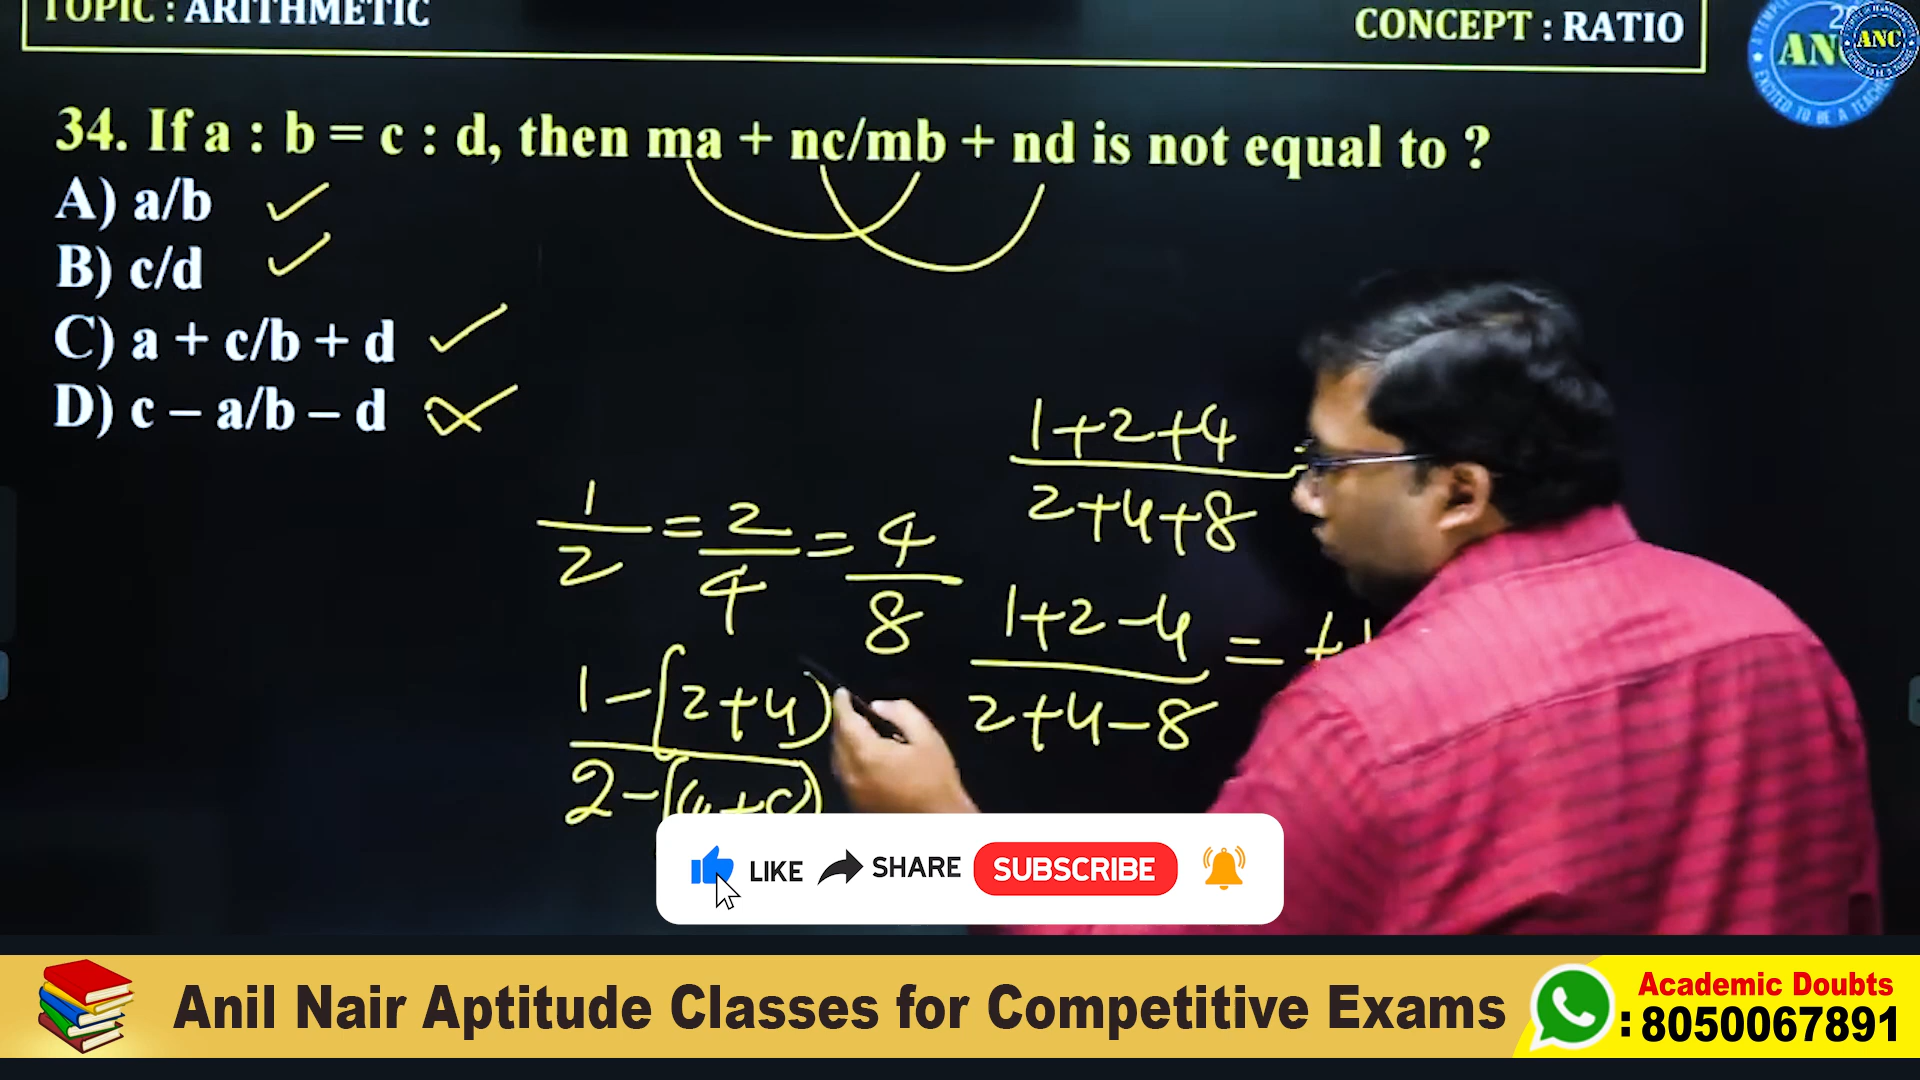 TOPIC : ARITHMETIC
CONCEPT : RATIO
ANC
34. If a : b = c : d, then ma + nc/mb + nd is not equal to ?
A) a/b
B) c/d
C) a + c/b + d
D) c – a/b – d
1/2 = 2/4 = 4/8
1+2+4
2+4+8
1+2-4
2+4-8
=
1-(2+4)
2-(4+
LIKE SHARE SUBSCRIBE
Anil Nair Aptitude Classes for Competitive Exams
Academic Doubts
: 8050067891